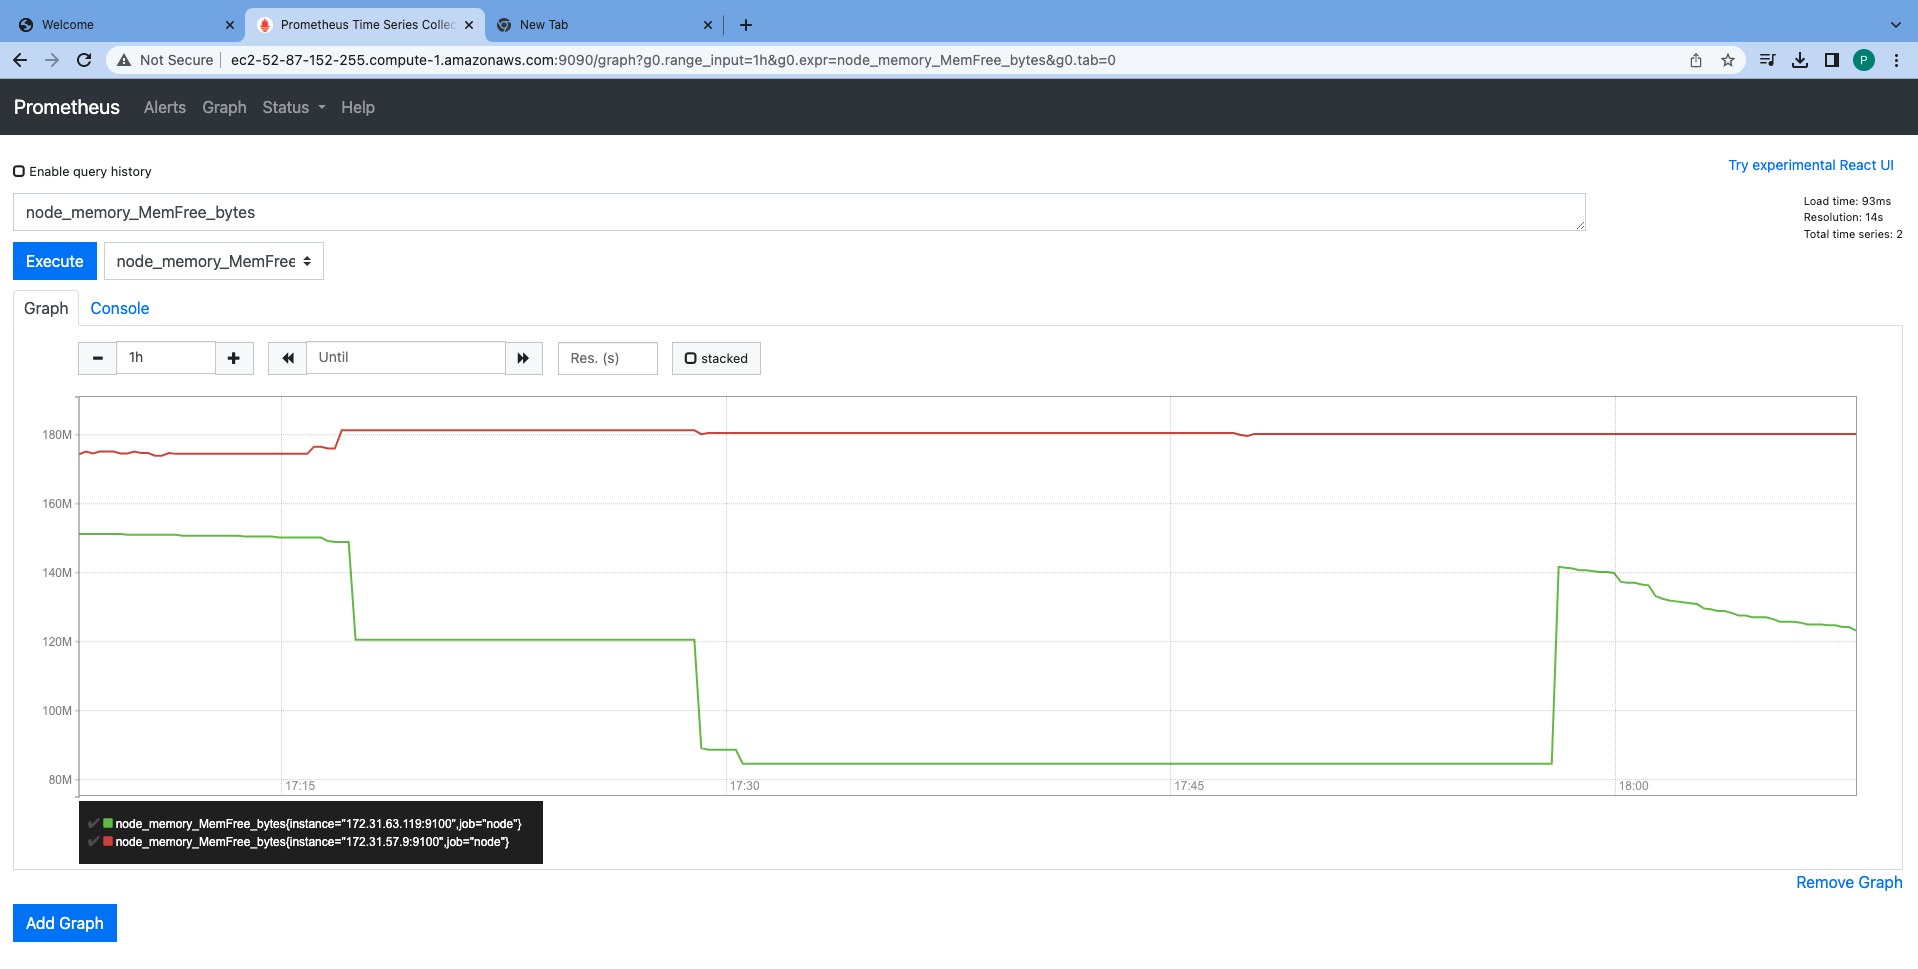 Welcome
Prometheus Time Series Collec
New Tab
Not Secure
ec2-52-87-152-255.compute-1.amazonaws.com:9090/graph?g0.range_input=1h&g0.expr=node_memory_MemFree_bytes&g0.tab=0
P
Prometheus Alerts Graph Status Help
Enable query history
Try experimental React UI
node_memory_MemFree_bytes
Load time: 93ms
Resolution: 14s
Total time series: 2
Execute
node_memory_MemFree
Graph
Console
1h
Until
Res. (s)
stacked
180M
160M
140M
120M
100M
80M
17:15
17:30
17:45
18:00
node_memory_MemFree_bytes{instance="172.31.63.119:9100",job="node"}
node_memory_MemFree_bytes{instance="172.31.57.9:9100",job="node"}
Remove Graph
Add Graph